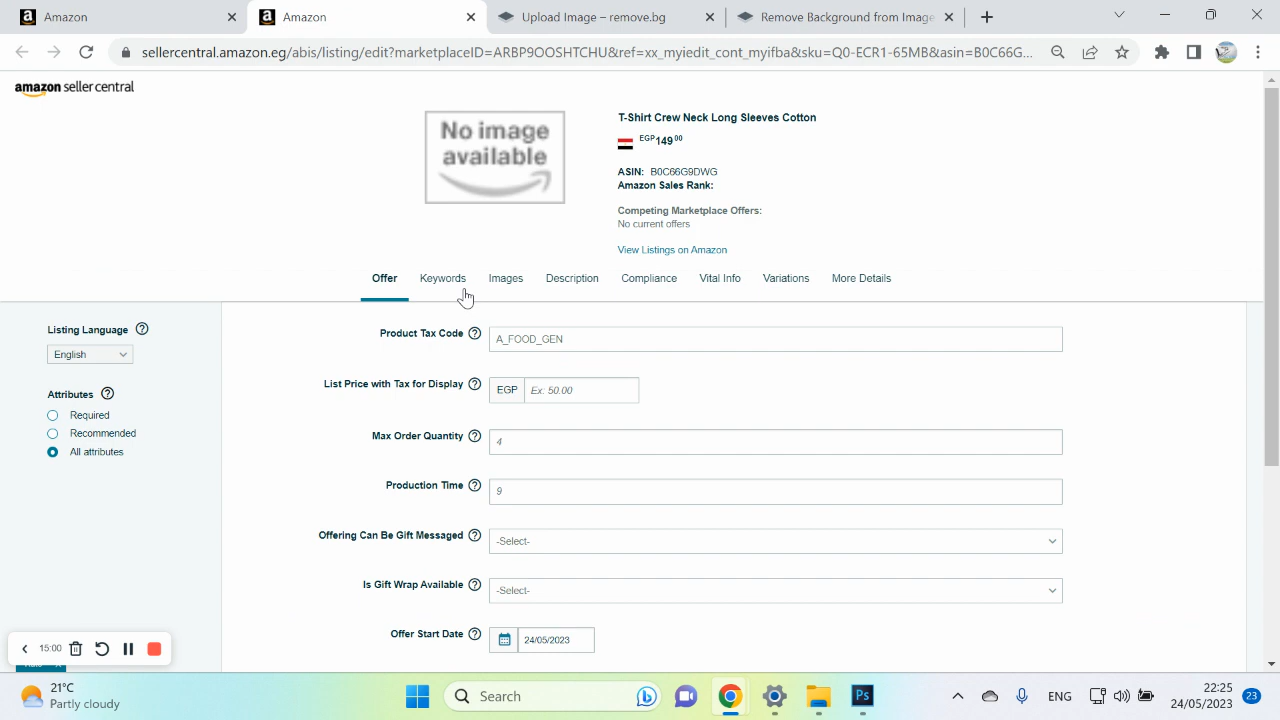 Amazon
Amazon
Upload Image – remove.bg
Remove Background from Image
sellercentral.amazon.eg/abis/listing/edit?marketplaceID=ARBP9OOSHTCHU&ref=xx_myiedit_cont_myifba&sku=Q0-ECR1-65MB&asin=B0C66G...
amazon seller central
No image
available
T-Shirt Crew Neck Long Sleeves Cotton
EGP149.00
ASIN: B0C66G9DWG
Amazon Sales Rank:
Competing Marketplace Offers:
No current offers
View Listings on Amazon
Offer Keywords Images Description Compliance Vital Info Variations More Details
Listing Language
English
Attributes
Required
Recommended
All attributes
Product Tax Code A_FOOD_GEN
List Price with Tax for Display EGP Ex: 50.00
Max Order Quantity 4
Production Time 9
Offering Can Be Gift Messaged -Select-
Is Gift Wrap Available -Select-
Offer Start Date 24/05/2023
15:00
21°C
Partly cloudy
Search
Ps
ENG
22:25
24/05/2023
23